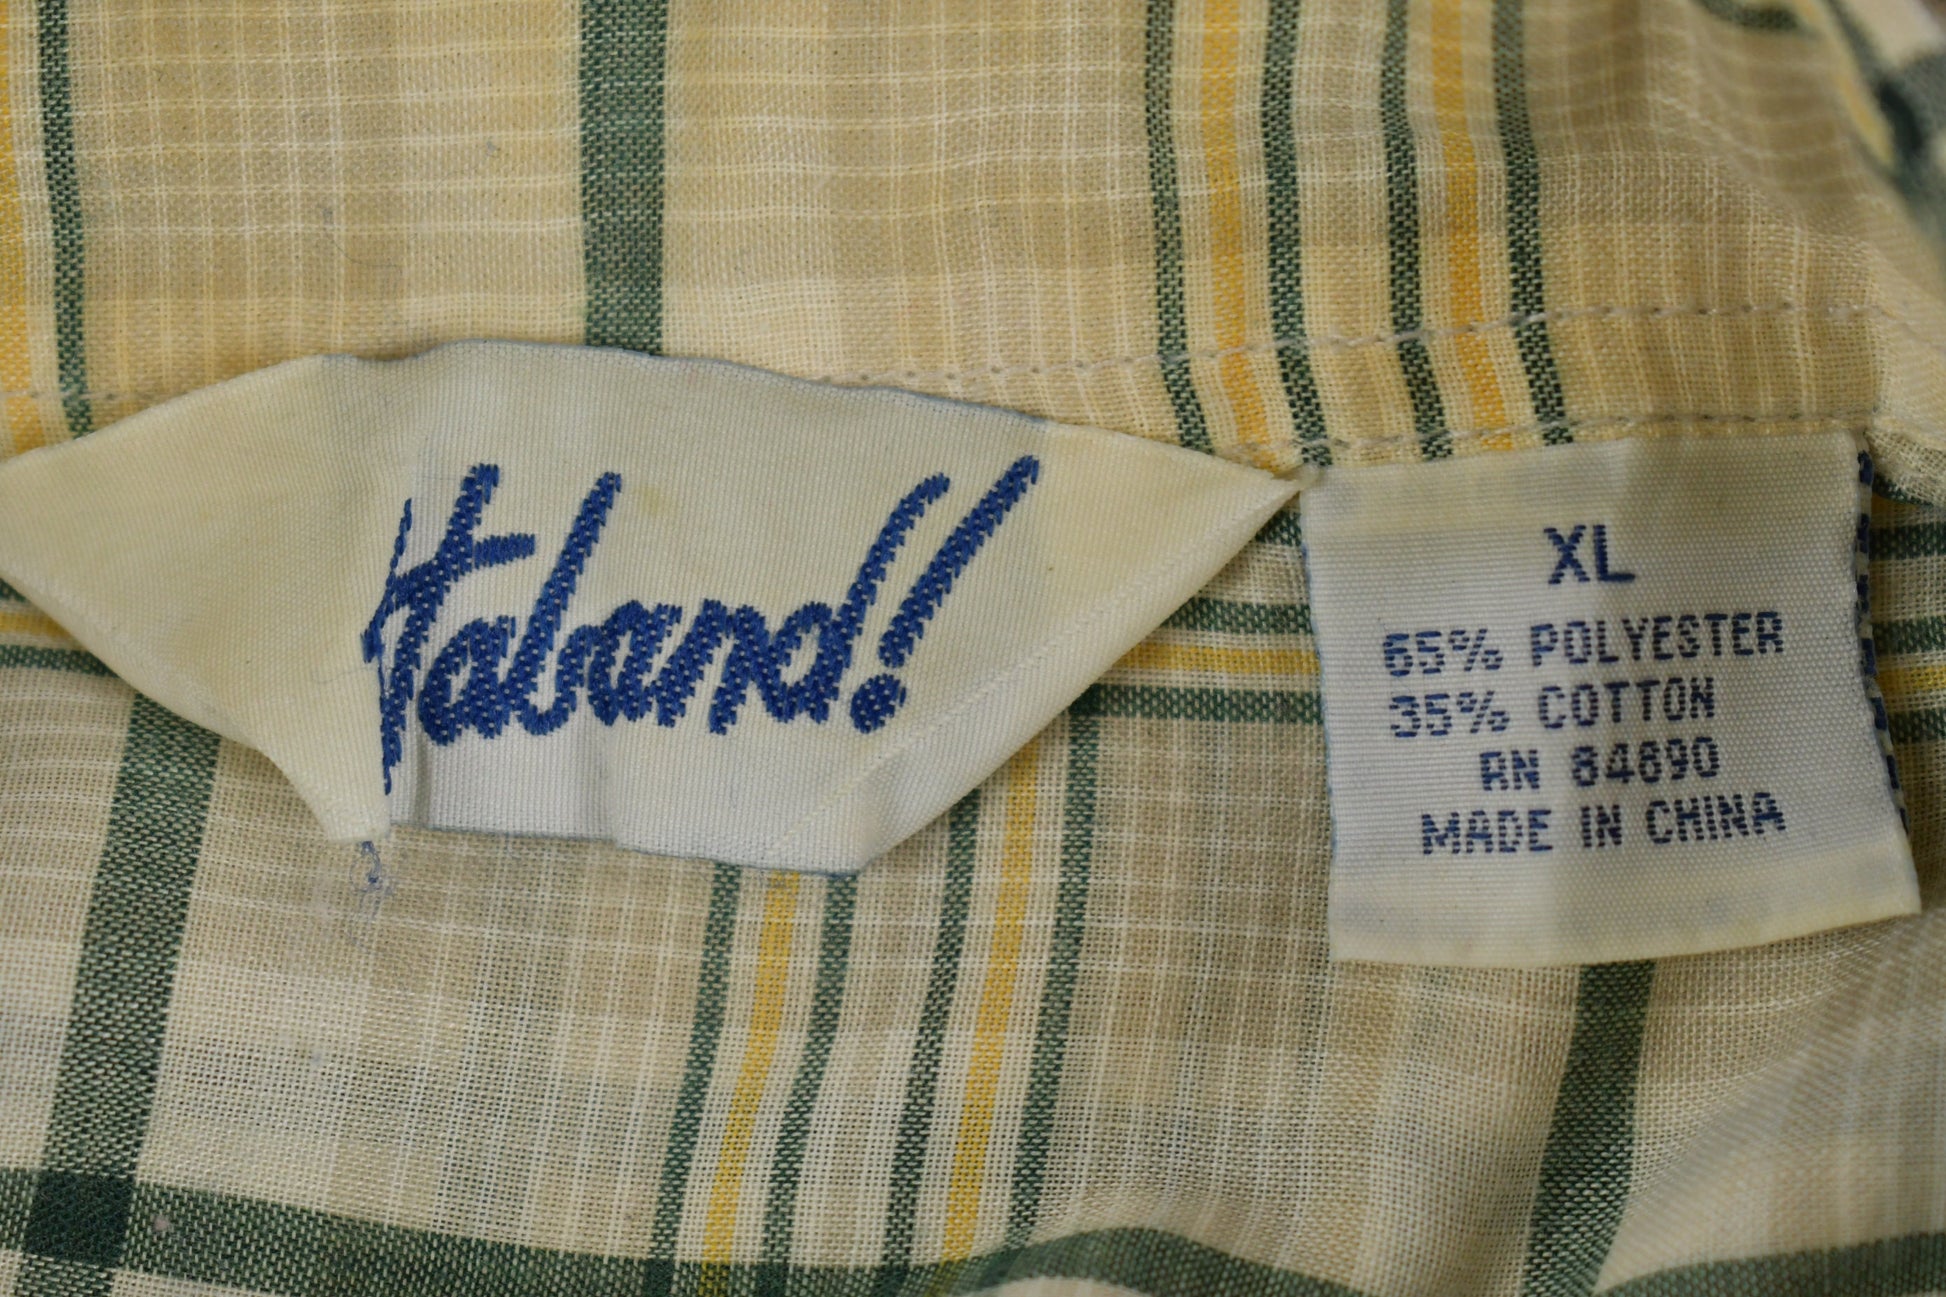 Haband!
XL
65% POLYESTER
35% COTTON
RN 84890
MADE IN CHINA